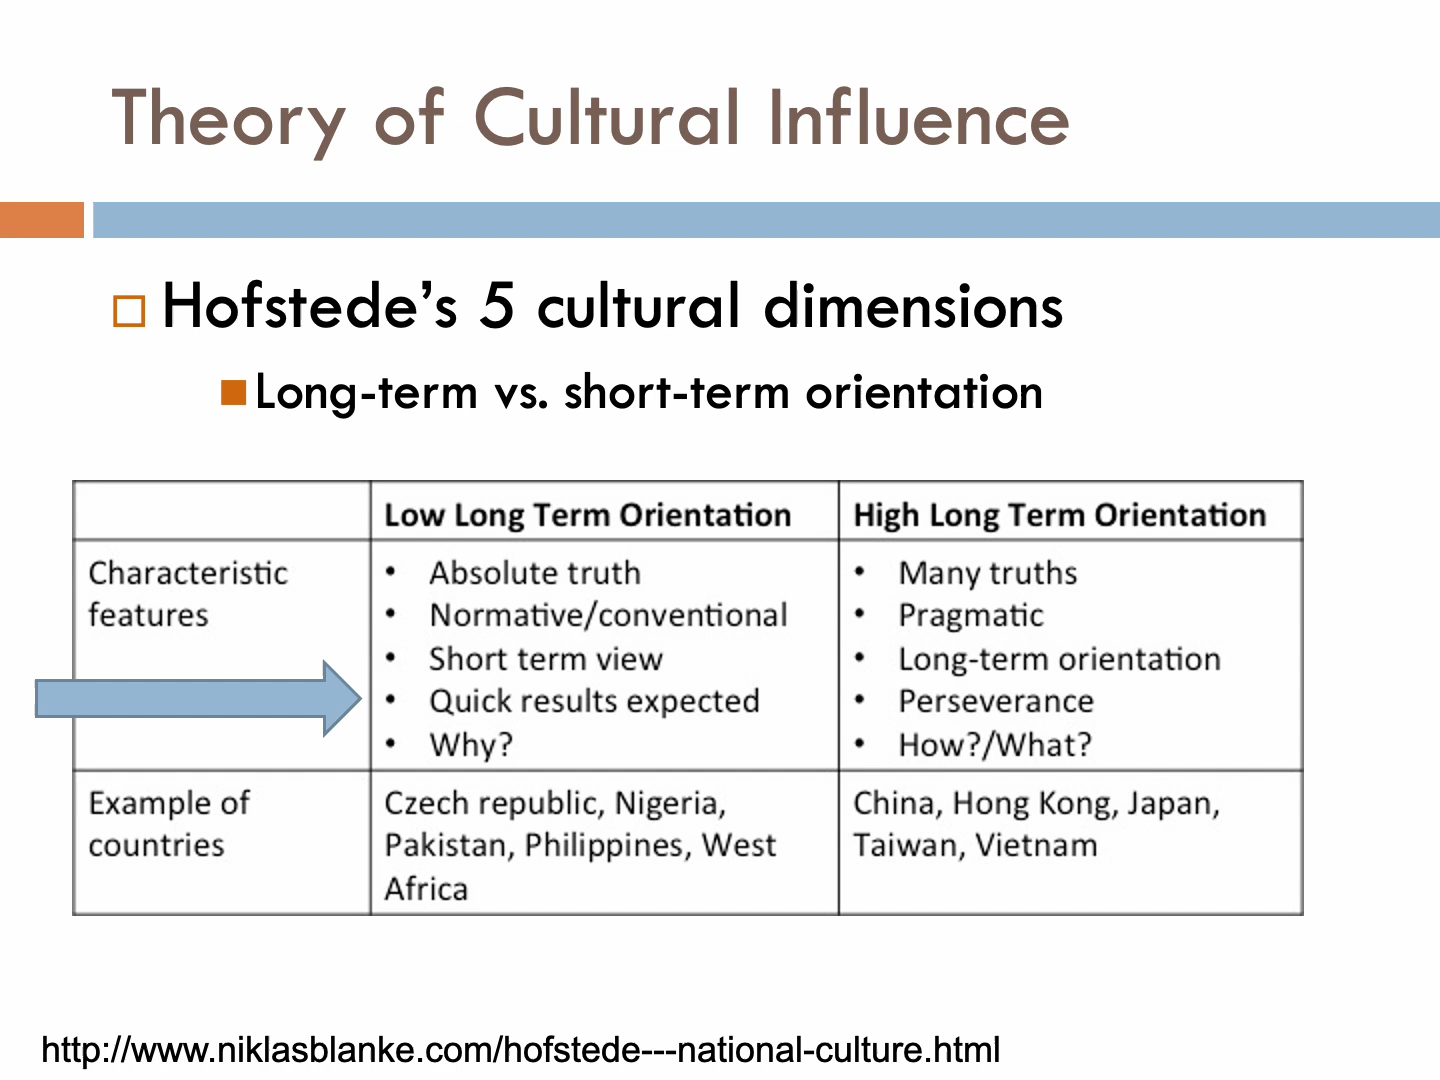 Theory of Cultural Influence
Hofstede’s 5 cultural dimensions
Long-term vs. short-term orientation
Low Long Term Orientation
High Long Term Orientation
Characteristic
features
• Absolute truth
• Normative/conventional
• Short term view
• Quick results expected
• Why?
• Many truths
• Pragmatic
• Long-term orientation
• Perseverance
• How?/What?
Example of
countries
Czech republic, Nigeria,
Pakistan, Philippines, West
Africa
China, Hong Kong, Japan,
Taiwan, Vietnam
http://www.niklasblanke.com/hofstede---national-culture.html